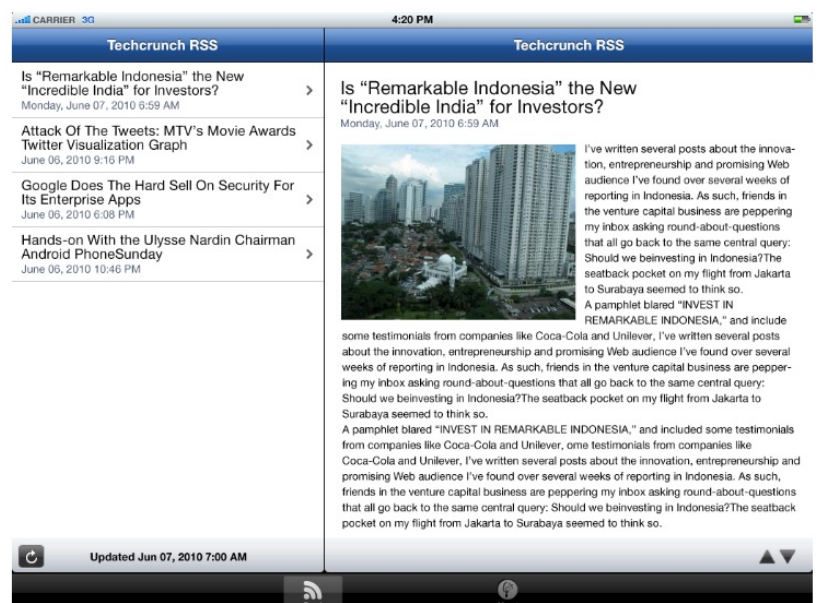 CARRIER 3G
4:20 PM
Techcrunch RSS
Is “Remarkable Indonesia” the New
“Incredible India” for Investors?
Monday, June 07, 2010 6:59 AM
Attack Of The Tweets: MTV’s Movie Awards
Twitter Visualization Graph
June 06, 2010 9:16 PM
Google Does The Hard Sell On Security For
Its Enterprise Apps
June 06, 2010 6:08 PM
Hands-on With the Ulysse Nardin Chairman
Android PhoneSunday
June 06, 2010 10:46 PM
Updated Jun 07, 2010 7:00 AM
Techcrunch RSS
Is “Remarkable Indonesia” the New
“Incredible India” for Investors?
Monday, June 07, 2010 6:59 AM
I’ve written several posts about the innova-
tion, entrepreneurship and promising Web
audience I’ve found over several weeks of
reporting in Indonesia. As such, friends in
the venture capital business are peppering
my inbox asking round-about-questions
that all go back to the same central query:
Should we beinvesting in Indonesia?The
seatback pocket on my flight from Jakarta
to Surabaya seemed to think so.
A pamphlet blared “INVEST IN
REMARKABLE INDONESIA,” and include
some testimonials from companies like Coca-Cola and Unilever, I’ve written several posts
about the innovation, entrepreneurship and promising Web audience I’ve found over several
weeks of reporting in Indonesia. As such, friends in the venture capital business are pepper-
ing my inbox asking round-about-questions that all go back to the same central query:
Should we beinvesting in Indonesia?The seatback pocket on my flight from Jakarta to
Surabaya seemed to think so.
A pamphlet blared “INVEST IN REMARKABLE INDONESIA,” and included some testimonials
from companies like Coca-Cola and Unilever, ome testimonials from companies like
Coca-Cola and Unilever, I’ve written several posts about the innovation, entrepreneurship and
promising Web audience I’ve found over several weeks of reporting in Indonesia. As such,
friends in the venture capital business are peppering my inbox asking round-about-questions
that all go back to the same central query: Should we beinvesting in Indonesia?The seatback
pocket on my flight from Jakarta to Surabaya seemed to think so.